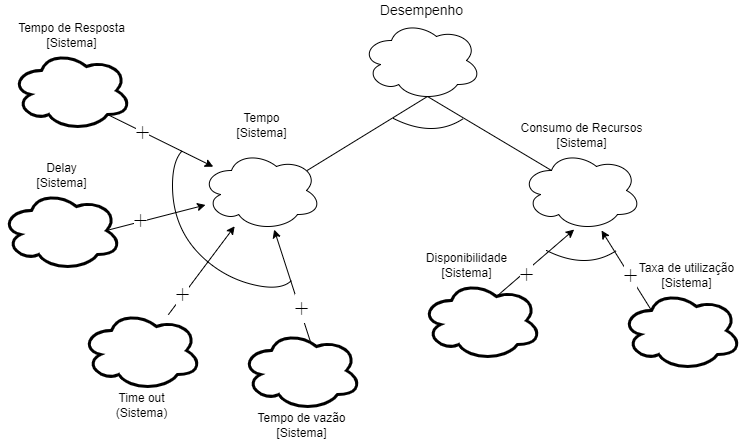 Desempenho
Tempo de Resposta
[Sistema]
Tempo
[Sistema]
Consumo de Recursos
[Sistema]
Delay
[Sistema]
Disponibilidade
[Sistema]
Taxa de utilização
[Sistema]
Time out
(Sistema)
Tempo de vazão
[Sistema]
+
+
+
+
+
+